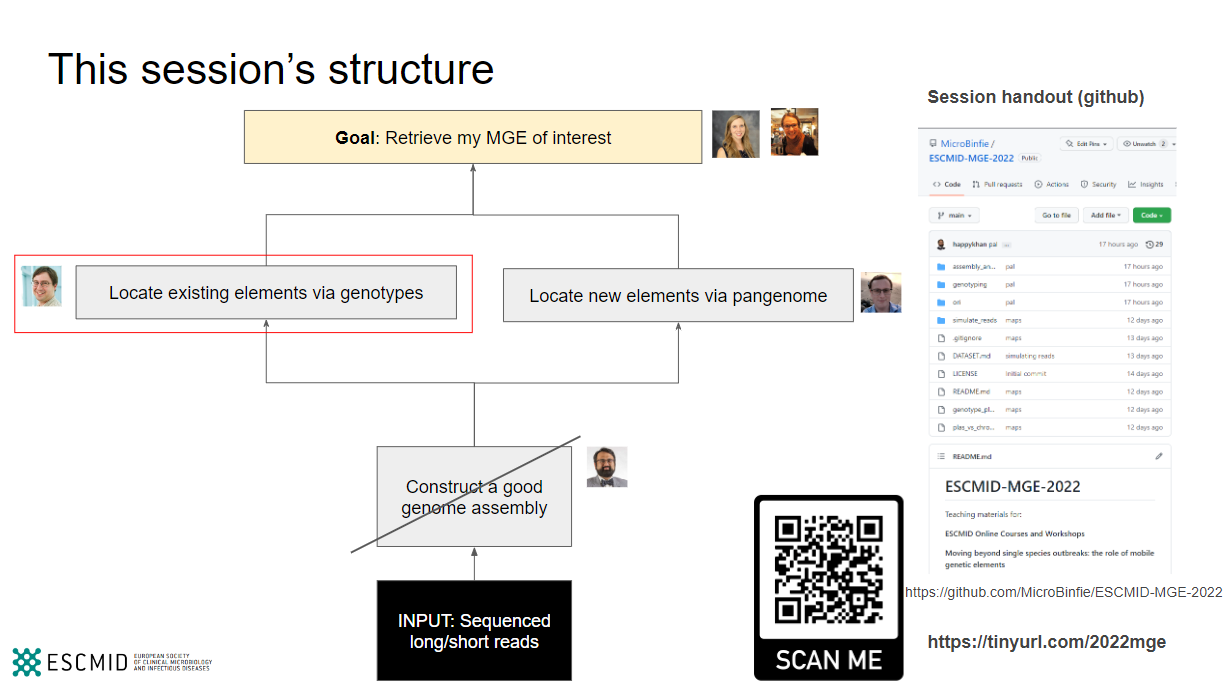 This session's structure
Goal: Retrieve my MGE of interest
Locate existing elements via genotypes
Locate new elements via pangenome
Construct a good
genome assembly
INPUT: Sequenced
long/short reads
ESCMID
EUROPEAN SOCIETY
OF CLINICAL MICROBIOLOGY
AND INFECTIOUS DISEASES
SCAN ME
Session handout (github)
MicroBinfie /
Edit Pins
Unwatch 2
ESCMID-MGE-2022 Public
Code Pull requests Actions Security Insights
main Go to file Add file Code
happykhan pal ... 17 hours ago 29
assembly_an... pal 17 hours ago
genotyping pal 17 hours ago
ori pal 17 hours ago
simulate_reads maps 12 days ago
.gitignore maps 13 days ago
DATASET.md simulating reads 13 days ago
LICENSE Initial commit 14 days ago
README.md maps 12 days ago
genotype_pl... maps 12 days ago
plas_vs_chro... maps 12 days ago
README.md
ESCMID-MGE-2022
Teaching materials for:
ESCMID Online Courses and Workshops
Moving beyond single species outbreaks: the role of mobile
genetic elements
https://github.com/MicroBinfie/ESCMID-MGE-2022
https://tinyurl.com/2022mge